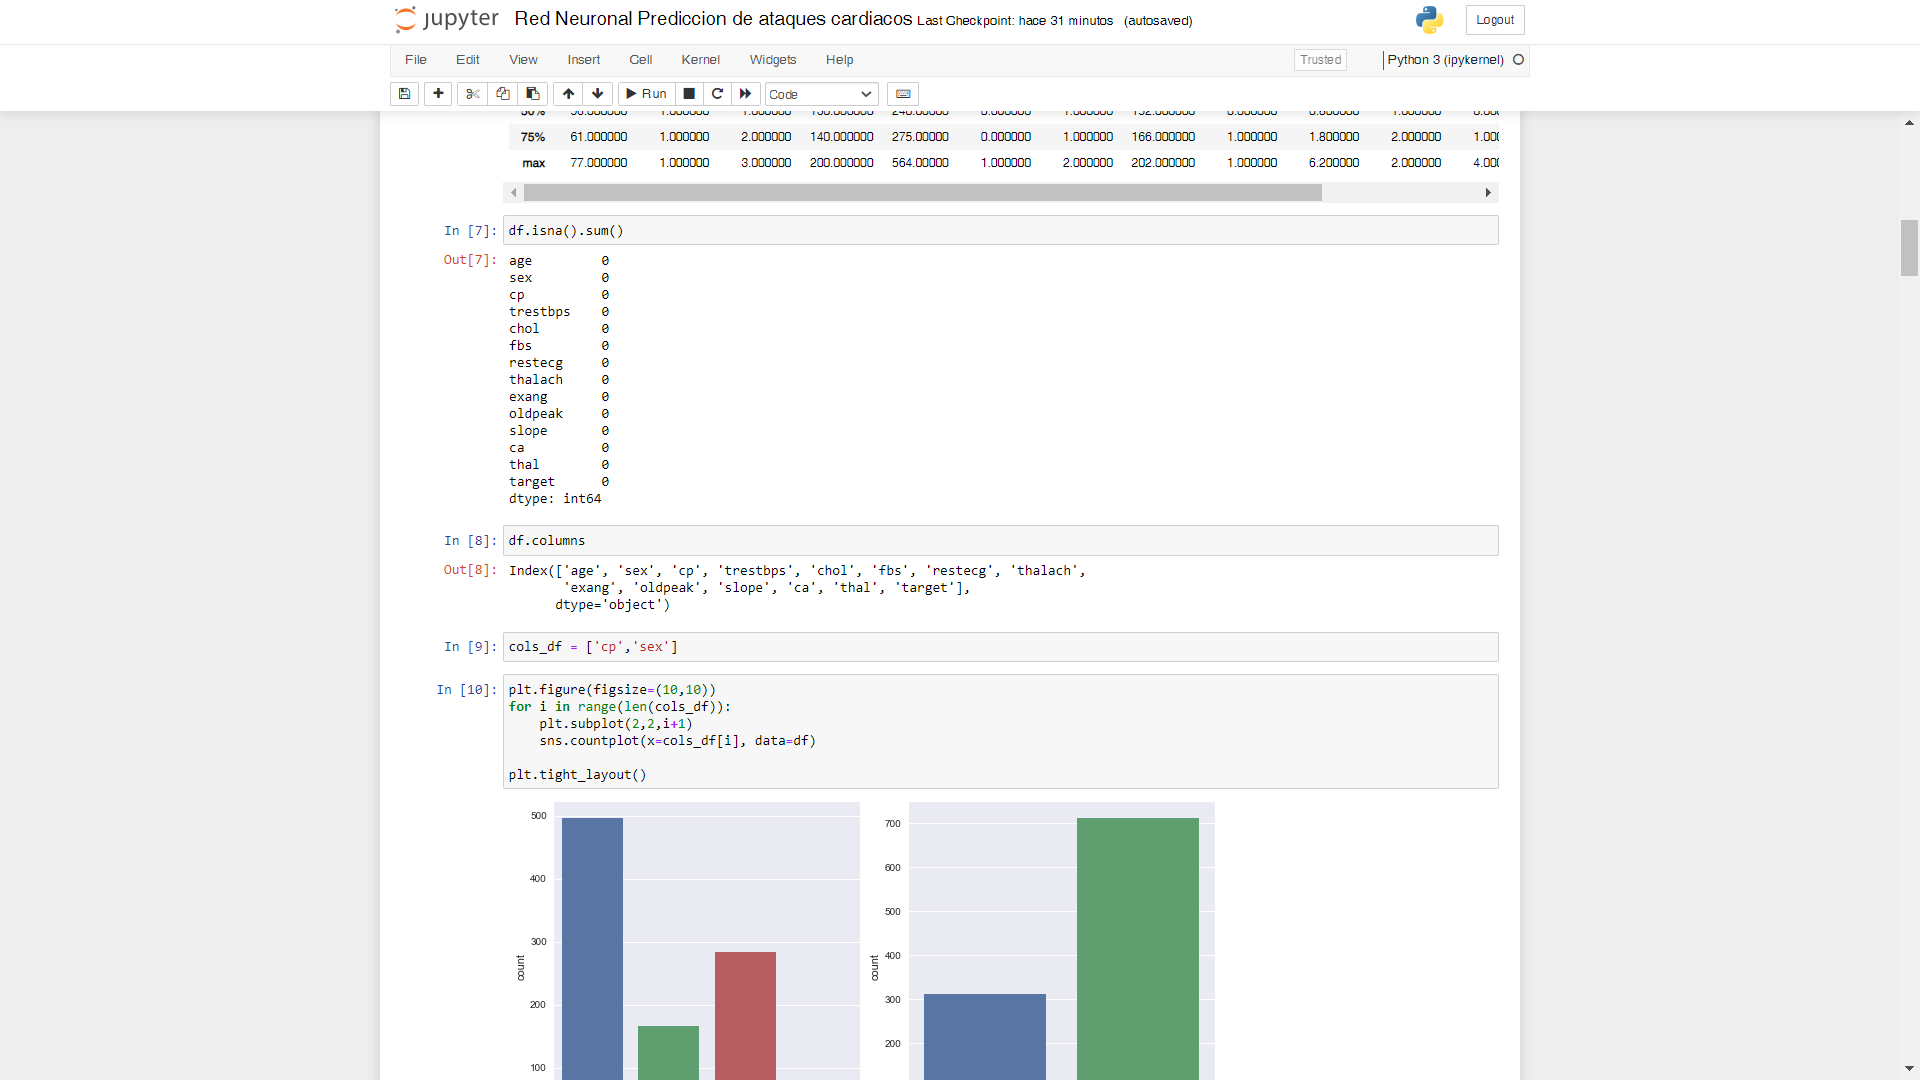 jupyter Red Neuronal Prediccion de ataques cardiacos Last Checkpoint: hace 31 minutos (autosaved)
Logout
File Edit View Insert Cell Kernel Widgets Help
Trusted
Python 3 (ipykernel)
Run
Code
75% 61.000000 1.000000 2.000000 140.000000 275.00000 0.000000 1.000000 166.000000 1.000000 1.800000 2.000000 1.00
max 77.000000 1.000000 3.000000 200.000000 564.00000 1.000000 2.000000 202.000000 1.000000 6.200000 2.000000 4.00
In [7]: df.isna().sum()
Out[7]: age 0
sex 0
cp 0
trestbps 0
chol 0
fbs 0
restecg 0
thalach 0
exang 0
oldpeak 0
slope 0
ca 0
thal 0
target 0
dtype: int64
In [8]: df.columns
Out[8]: Index(['age', 'sex', 'cp', 'trestbps', 'chol', 'fbs', 'restecg', 'thalach',
'exang', 'oldpeak', 'slope', 'ca', 'thal', 'target'],
dtype='object')
In [9]: cols_df = ['cp','sex']
In [10]: plt.figure(figsize=(10,10))
for i in range(len(cols_df)):
plt.subplot(2,2,i+1)
sns.countplot(x=cols_df[i], data=df)
plt.tight_layout()
500
400
300
200
100
count
700
600
500
400
300
200
count